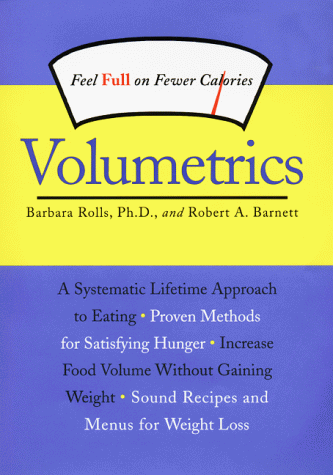 Feel Full on Fewer Calories
Volumetrics
Barbara Rolls, Ph.D., and Robert A. Barnett
A Systematic Lifetime Approach
to Eating • Proven Methods
for Satisfying Hunger • Increase
Food Volume Without Gaining
Weight • Sound Recipes and
Menus for Weight Loss